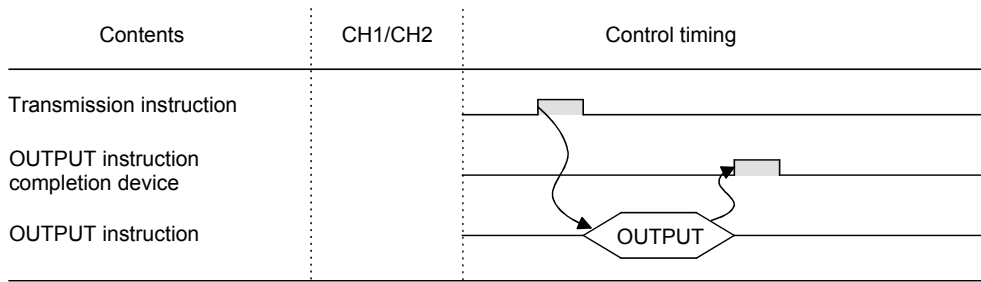 Contents CH1/CH2 Control timing
Transmission instruction
OUTPUT instruction
completion device
OUTPUT instruction OUTPUT